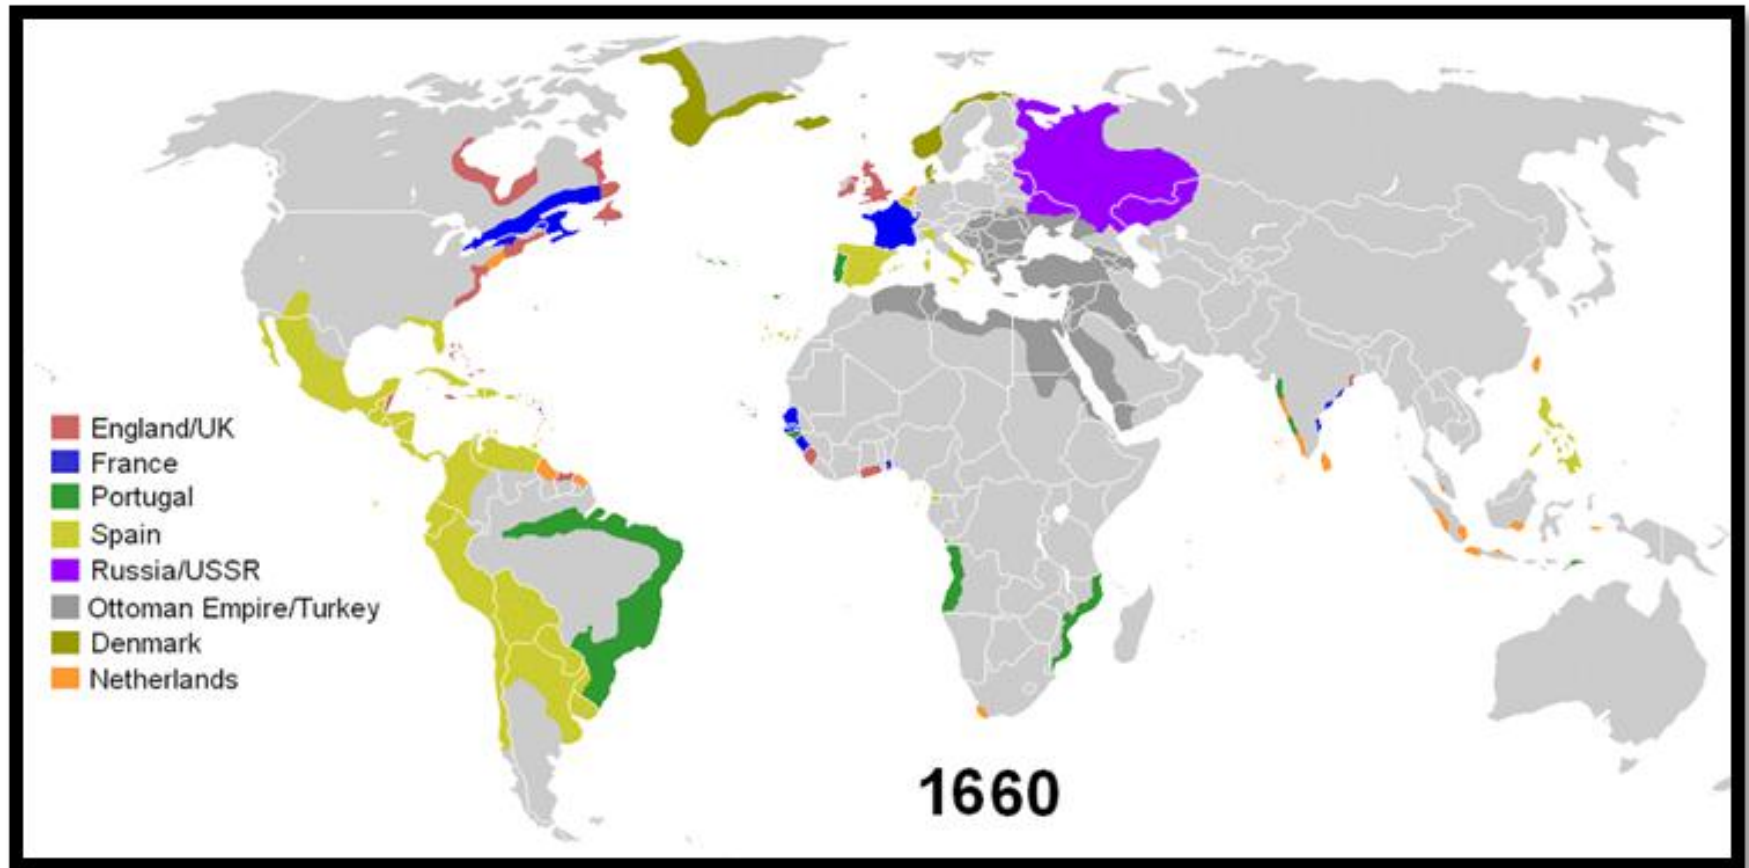 England/UK
France
Portugal
Spain
Russia/USSR
Ottoman Empire/Turkey
Denmark
Netherlands
1660